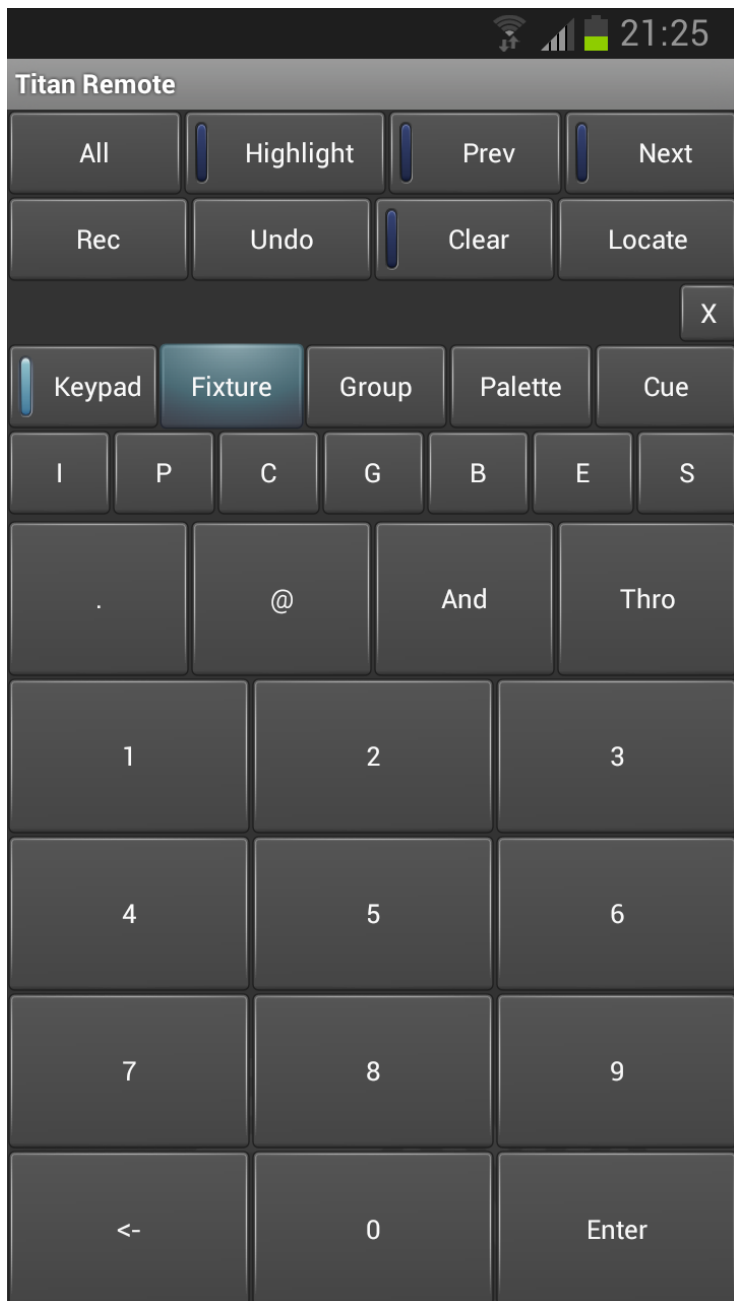 21:25
Titan Remote
All Highlight Prev Next
Rec Undo Clear Locate
X
Keypad Fixture Group Palette Cue
I P C G B E S
. @ And Thro
1 2 3
4 5 6
7 8 9
<- 0 Enter